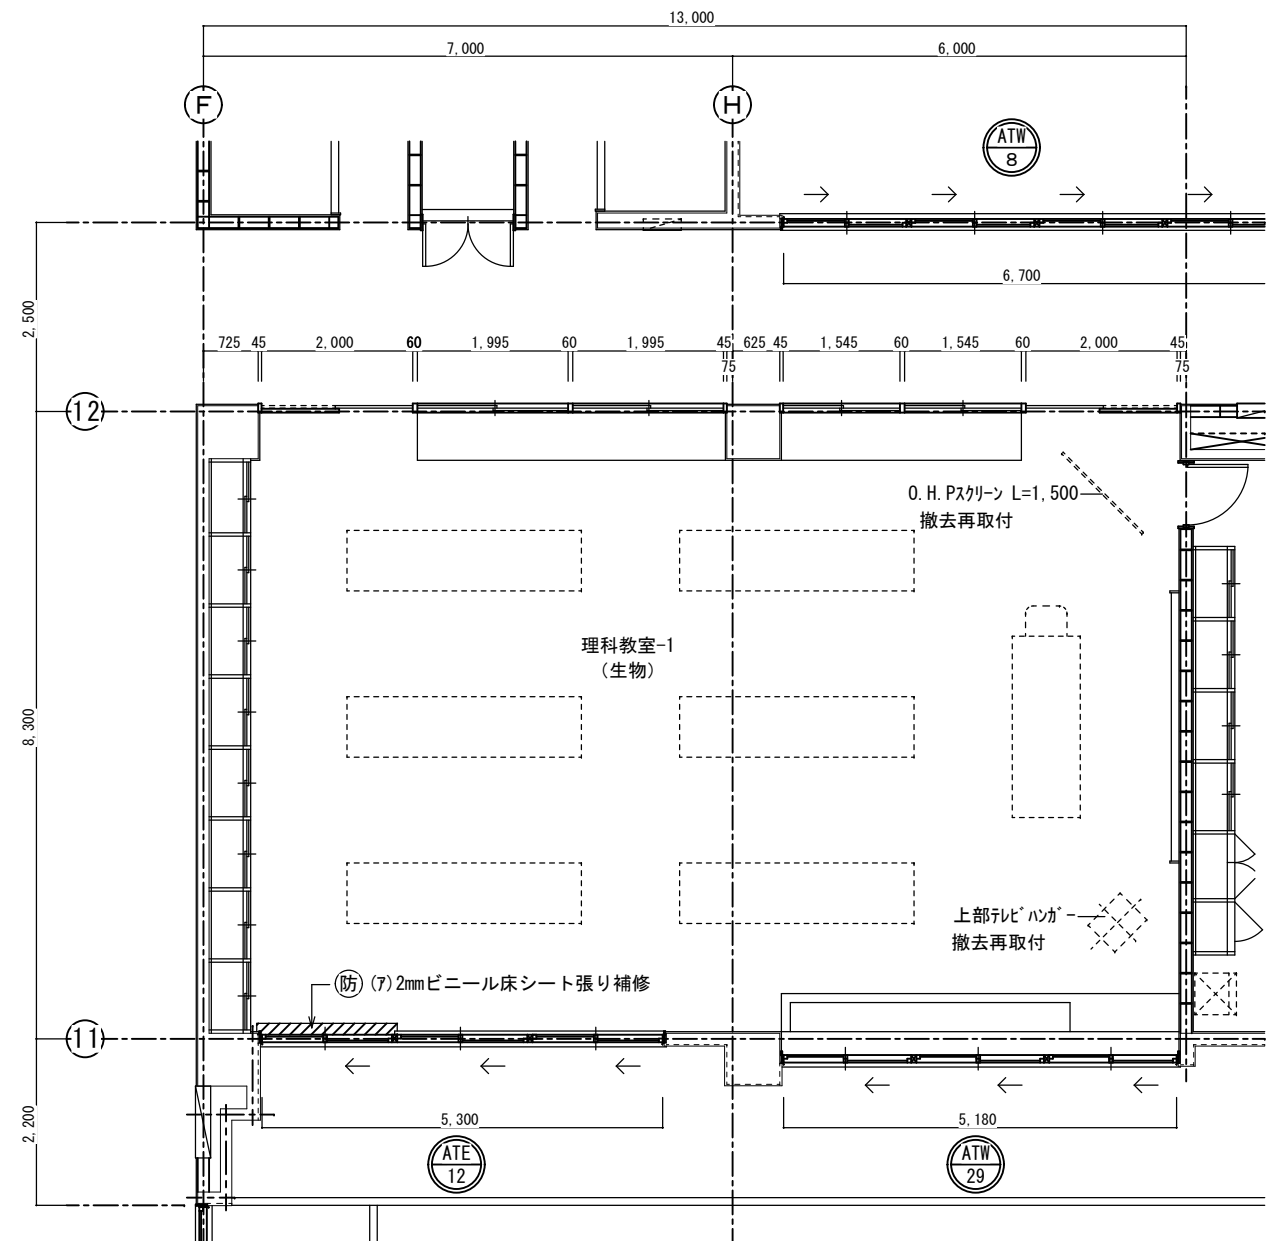 13,000
7,000
6,000
F
H
ATW
8
6,700
2,500
725 45 2,000 60 1,995 60 1,995 45 625 45 1,545 60 1,545 60 2,000 45
75
75
12
O.H.Pスクリーン L=1,500
撤去再取付
理科教室-1
(生物)
8,300
上部テレビハンガー
撤去再取付
防 (ア)2mmビニール床シート張り補修
11
2,200
5,300
5,180
ATE
12
ATW
29